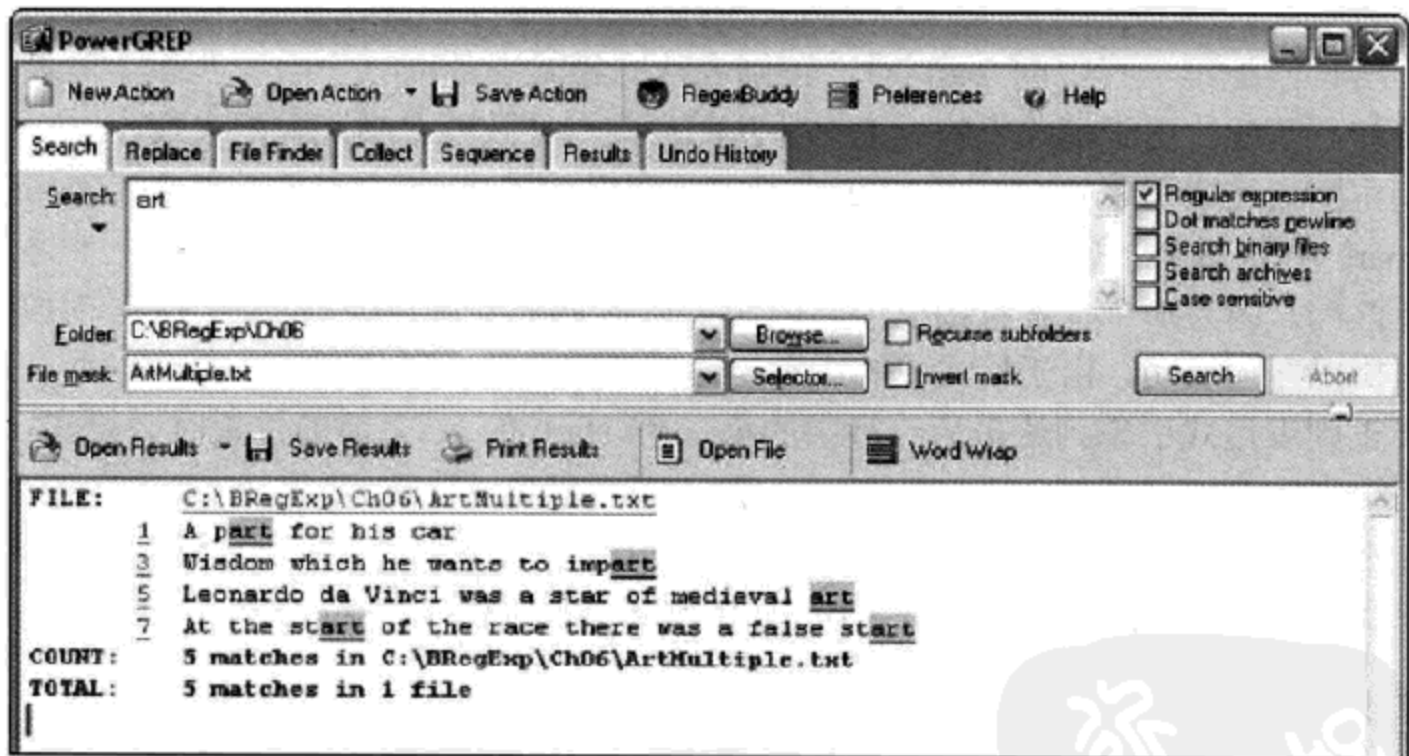 PowerGREP
New Action Open Action Save Action RegexBuddy Preferences Help
Search Replace File Finder Collect Sequence Results Undo History
Search: art
Regular expression
Dot matches newline
Search binary files
Search archives
Case sensitive
Folder: C:\BRegExp\Ch06 Browse... Recurse subfolders
File mask: ArtMultiple.txt Selector... Invert mask Search Abort
Open Results Save Results Print Results Open File Word Wrap
FILE: C:\BRegExp\Ch06\ArtMultiple.txt
1 A part for his car
3 Wisdom which he wants to impart
5 Leonardo da Vinci was a star of medieval art
7 At the start of the race there was a false start
COUNT: 5 matches in C:\BRegExp\Ch06\ArtMultiple.txt
TOTAL: 5 matches in 1 file